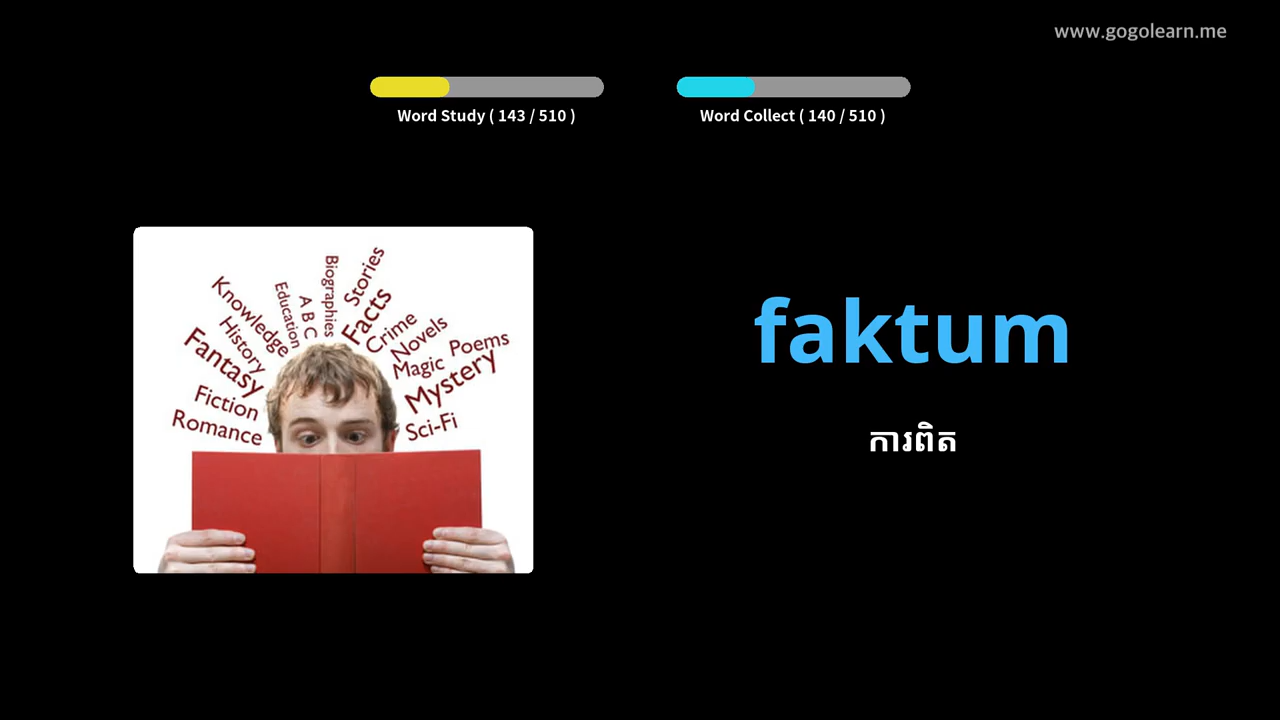 www.gogolearn.me
Word Study ( 143 / 510 )
Word Collect ( 140 / 510 )
Knowledge
History
Fantasy
Fiction
Romance
Education
A B C
Biographies
Stories
Facts
Crime
Novels
Magic
Poems
Mystery
Sci-Fi
faktum
ការពិត